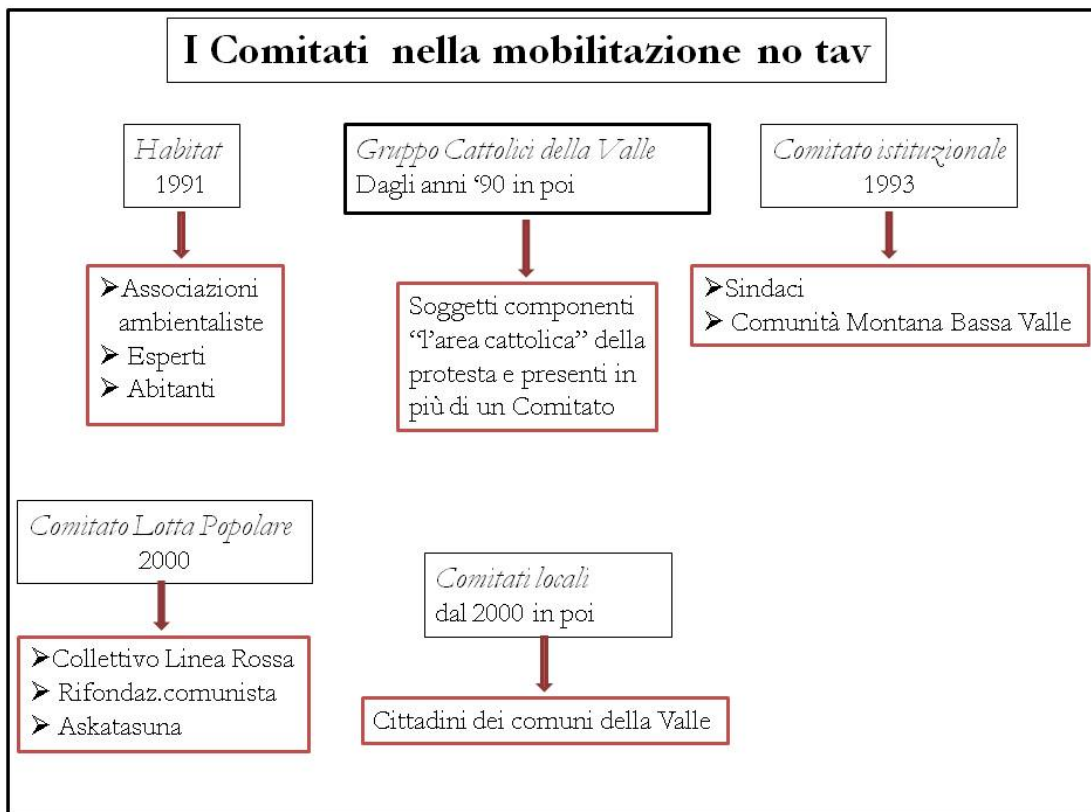 I Comitati nella mobilitazione no tav
Habitat
1991
➤Associazioni
ambientaliste
➤ Esperti
➤ Abitanti
Gruppo Cattolici della Valle
Dagli anni ‘90 in poi
Soggetti componenti
“l’area cattolica” della
protesta e presenti in
più di un Comitato
Comitato istituzionale
1993
➤Sindaci
➤ Comunità Montana Bassa Valle
Comitato Lotta Popolare
2000
➤Collettivo Linea Rossa
➤ Rifondaz.comunista
➤ Askatasuna
Comitati locali
dal 2000 in poi
Cittadini dei comuni della Valle